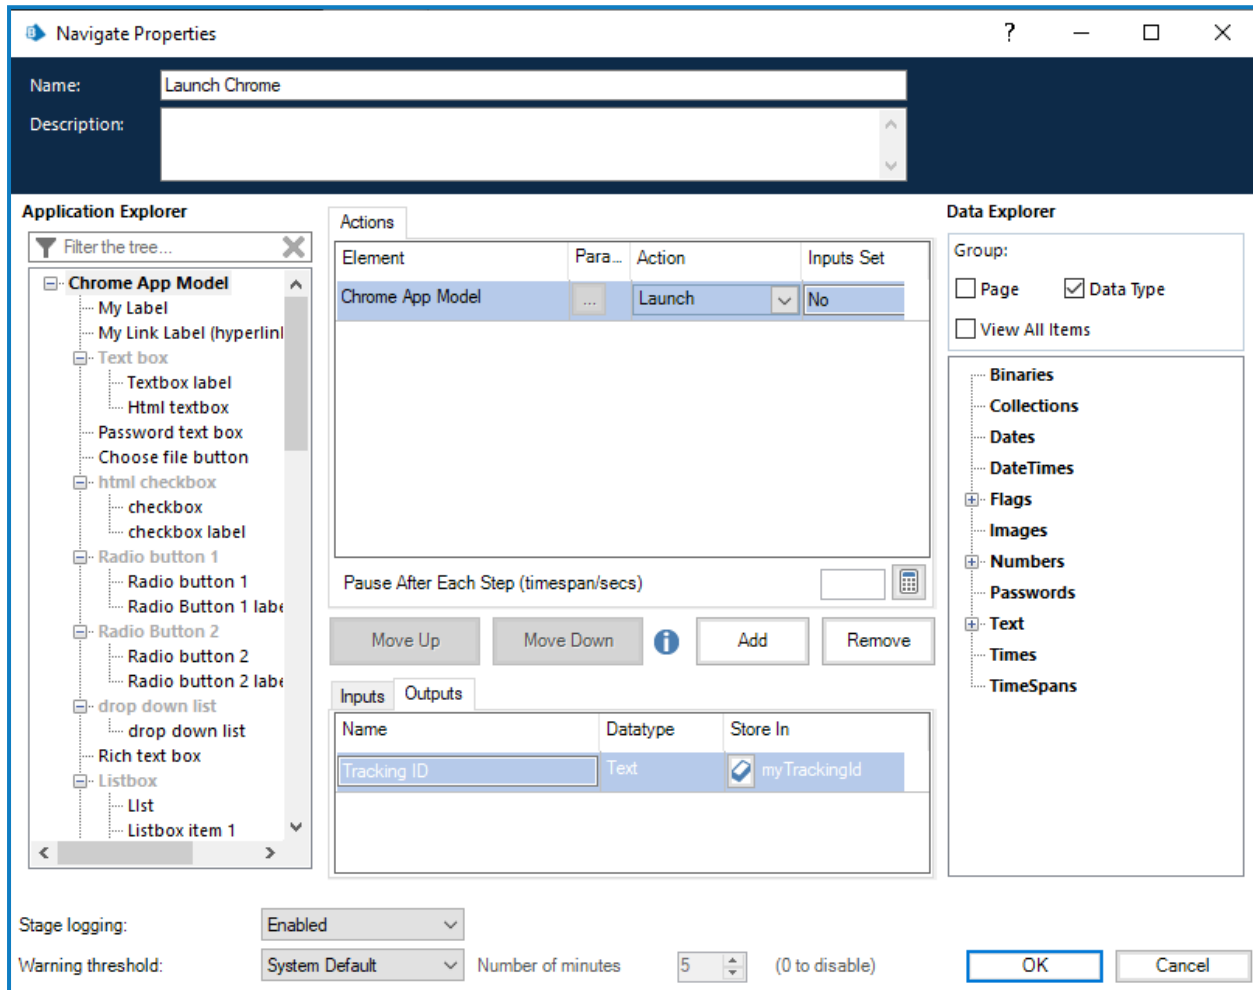 Navigate Properties
Name:
Launch Chrome
Description:
Application Explorer
Filter the tree...
Chrome App Model
My Label
My Link Label (hyperlinl
Text box
Textbox label
Html textbox
Password text box
Choose file button
html checkbox
checkbox
checkbox label
Radio button 1
Radio button 1
Radio Button 1 labe
Radio Button 2
Radio button 2
Radio button 2 labe
drop down list
drop down list
Rich text box
Listbox
LIst
Listbox item 1
Actions
Element Para... Action Inputs Set
Chrome App Model ... Launch No
Pause After Each Step (timespan/secs)
Move Up Move Down Add Remove
Inputs Outputs
Name Datatype Store In
Tracking ID Text myTrackingId
Data Explorer
Group:
Page Data Type
View All Items
Binaries
Collections
Dates
DateTimes
Flags
Images
Numbers
Passwords
Text
Times
TimeSpans
Stage logging: Enabled
Warning threshold: System Default Number of minutes 5 (0 to disable)
OK Cancel